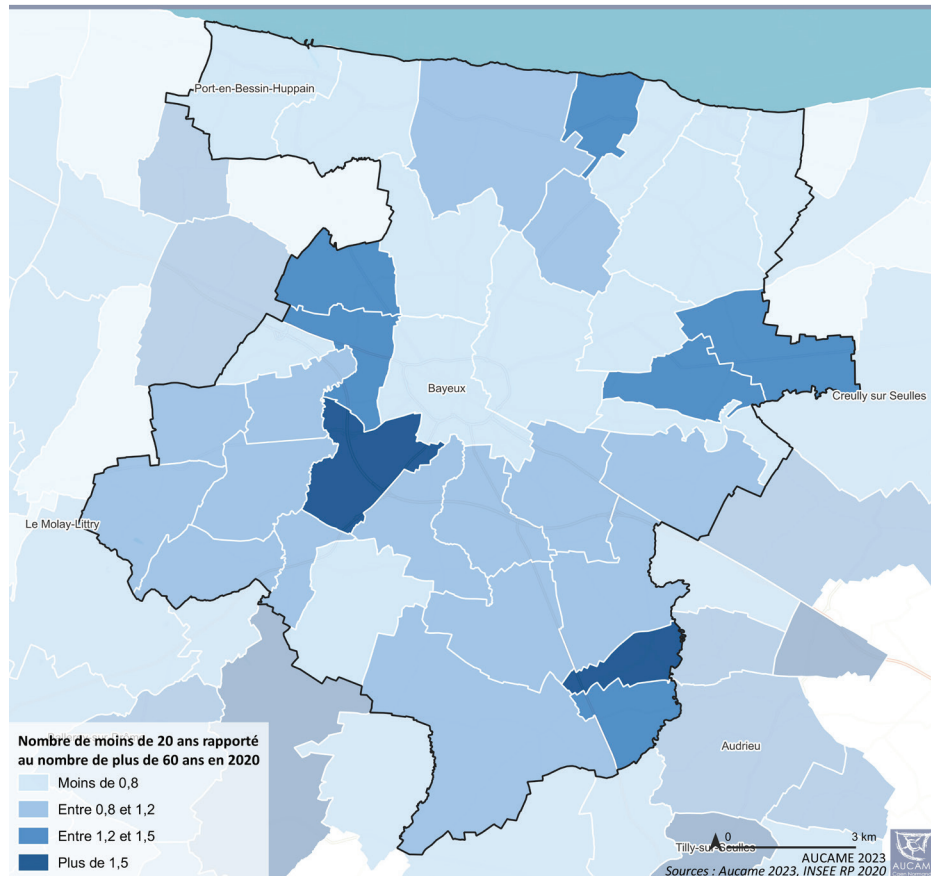 Port-en-Bessin-Huppain
Bayeux
Creully sur Seulles
Le Molay-Littry
Audrieu
Tilly-sur-Seulles
Nombre de moins de 20 ans rapporté
au nombre de plus de 60 ans en 2020
Moins de 0,8
Entre 0,8 et 1,2
Entre 1,2 et 1,5
Plus de 1,5
0
3 km
AUCAME 2023
Sources : Aucame 2023, INSEE RP 2020
AUCAME